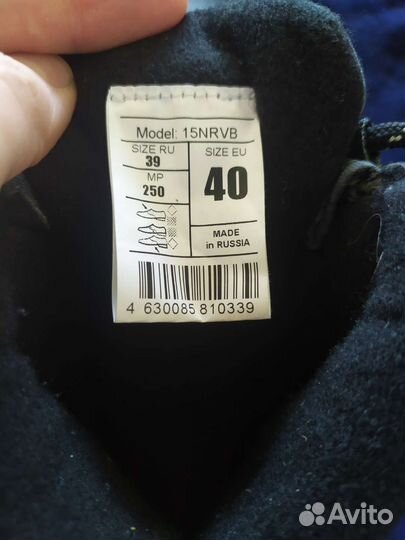 Model: 15NRVB
SIZE RU
39
SIZE EU
40
MP
250
MADE
in RUSSIA
4 630085 810339
Avito